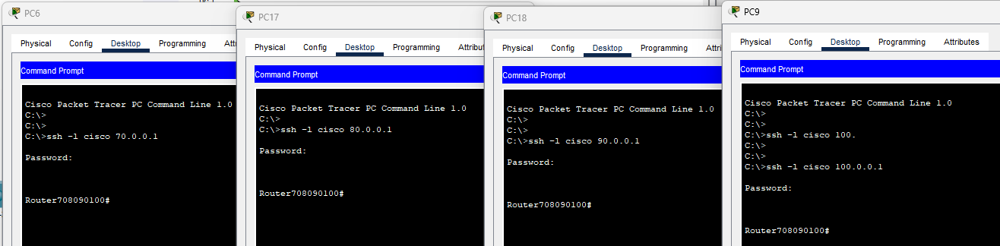 PC6
Physical Config Desktop Programming
Command Prompt
Cisco Packet Tracer PC Command Line 1.0
C:\>
C:\>
C:\>ssh -l cisco 70.0.0.1
Password:
Router708090100#
PC17
Physical Config Desktop Programming
Command Prompt
Cisco Packet Tracer PC Command Line 1.0
C:\>
C:\>
C:\>ssh -l cisco 80.0.0.1
Password:
Router708090100#
PC18
Physical Config Desktop Programming
Command Prompt
Cisco Packet Tracer PC Command Line 1.0
C:\>
C:\>
C:\>ssh -l cisco 90.0.0.1
Password:
Router708090100#
PC9
Physical Config Desktop Programming Attributes
Command Prompt
Cisco Packet Tracer PC Command Line 1.0
C:\>
C:\>
C:\>ssh -l cisco 100.
C:\>
C:\>
C:\>ssh -l cisco 100.0.0.1
Password:
Router708090100#